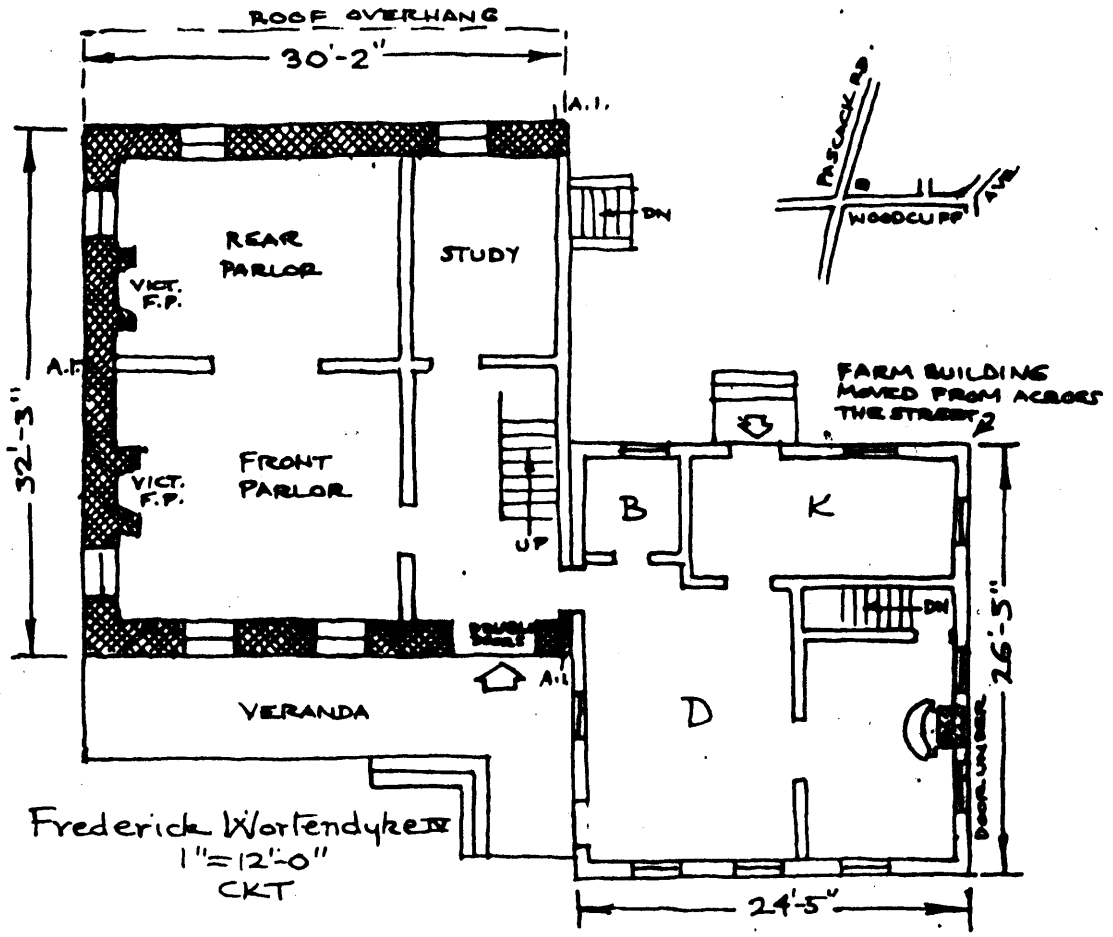 ROOF OVERHANG
30'-2"
A.I.
PASCACK RD.
B
WOODCLIFF
AVE
DN
REAR
PARLOR
STUDY
VICT.
F.P.
A.I.
32'-3"
FARM BUILDING
MOVED FROM ACROSS
THE STREET
FRONT
PARLOR
VICT.
F.P.
UP
B
K
DN
26'-5"
DOUBLE
DOORS
A.I.
VERANDA
D
DOOR UNDER
Frederick Wortendyke IV
1"=12'-0"
CKT
24'-5"